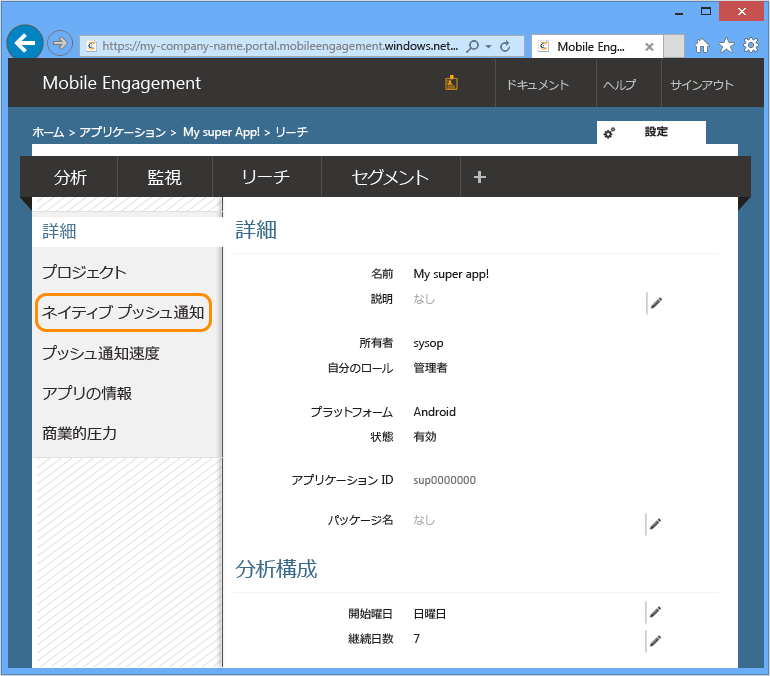 https://my-company-name.portal.mobileengagement.windows.net...
Mobile Eng...
Mobile Engagement
ドキュメント
ヘルプ
サインアウト
ホーム > アプリケーション > My super App! > リーチ
設定
分析
監視
リーチ
セグメント
+
詳細
プロジェクト
ネイティブ プッシュ通知
プッシュ通知速度
アプリの情報
商業的圧力
詳細
名前 My super app!
説明 なし
所有者 sysop
自分のロール 管理者
プラットフォーム Android
状態 有効
アプリケーション ID sup0000000
パッケージ名 なし
分析構成
開始曜日 日曜日
継続日数 7